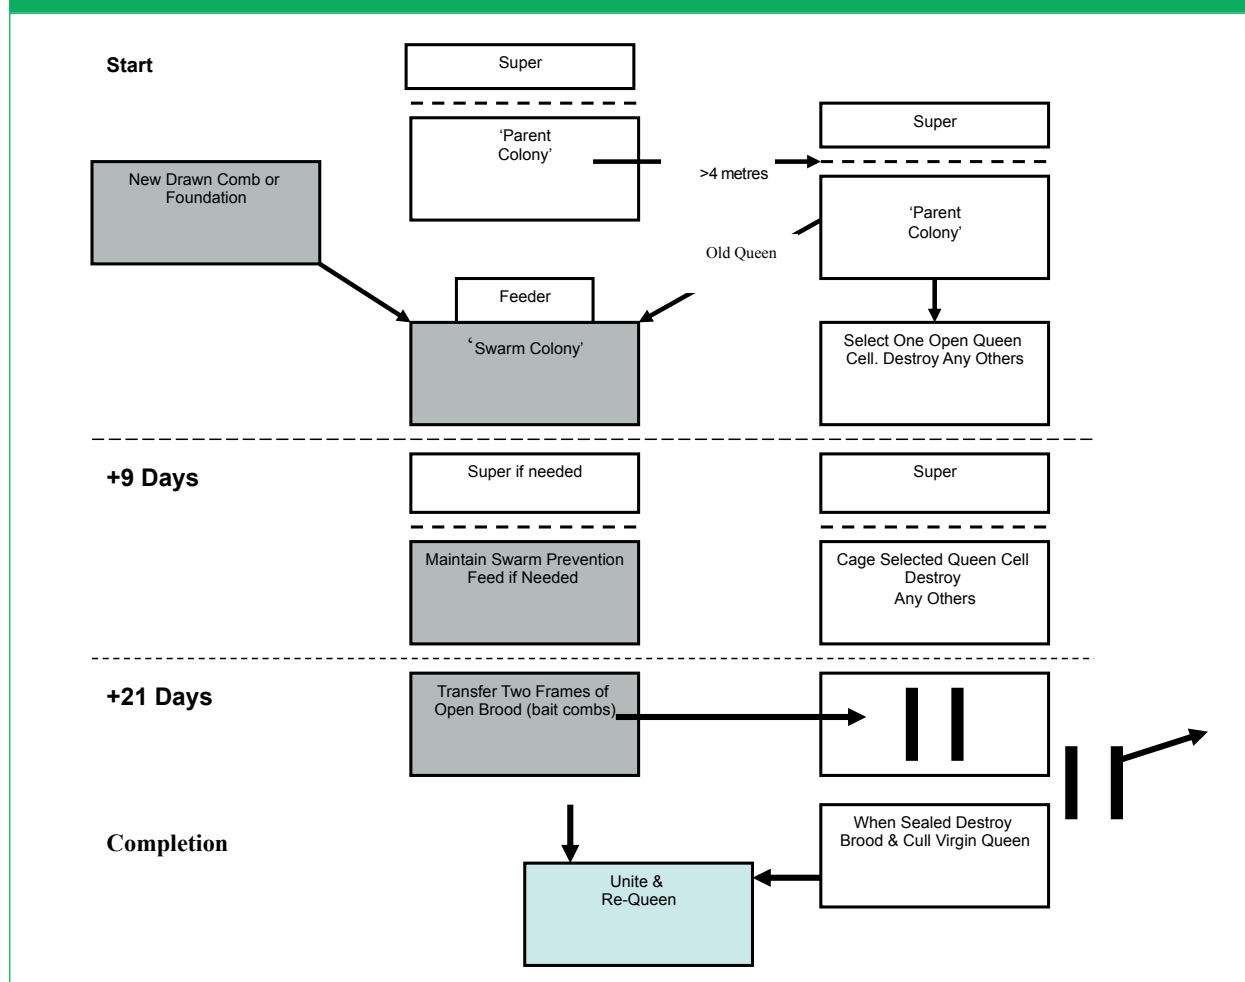 Start
Super
'Parent
Colony'
>4 metres
Super
'Parent
Colony'
New Drawn Comb or
Foundation
Old Queen
Feeder
‘Swarm Colony’
Select One Open Queen
Cell. Destroy Any Others
+9 Days
Super if needed
Super
Maintain Swarm Prevention
Feed if Needed
Cage Selected Queen Cell
Destroy
Any Others
+21 Days
Transfer Two Frames of
Open Brood (bait combs)
Completion
When Sealed Destroy
Brood & Cull Virgin Queen
Unite &
Re-Queen